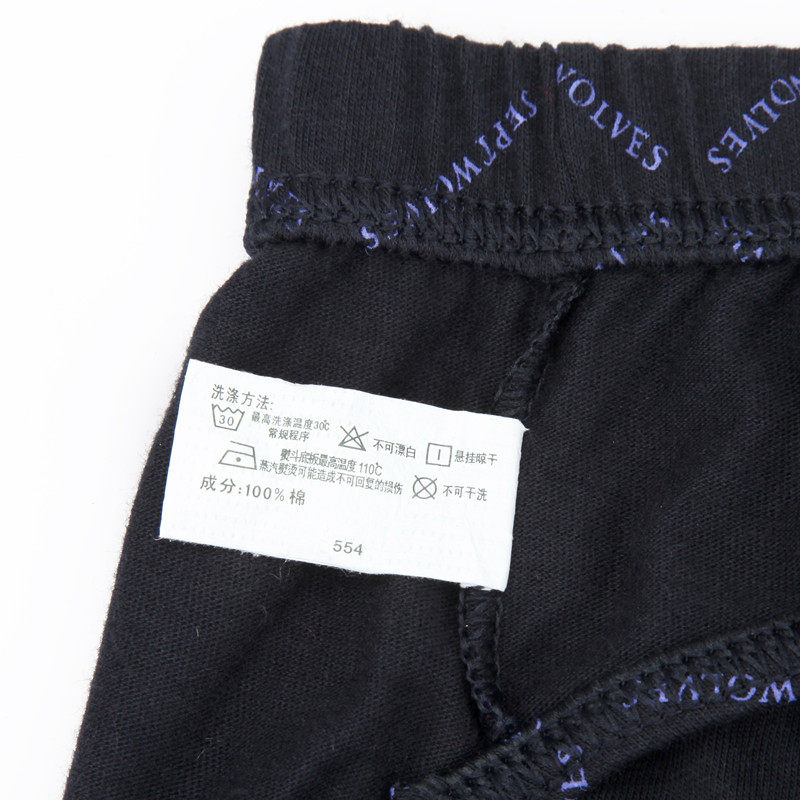 SEPTWOLVES
WOLVES
WOLVES
洗涤方法:
30 最高洗涤温度30℃
常规程序
不可漂白
悬挂晾干
熨斗底板最高温度110℃
蒸汽熨烫可能造成不可回复的损伤
不可干洗
成分:100%棉
554
WOLVES